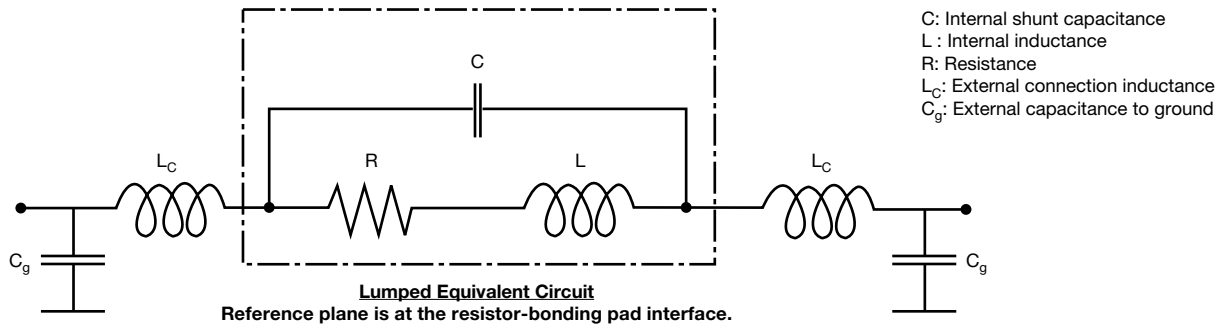 C: Internal shunt capacitance
L : Internal inductance
R: Resistance
LC: External connection inductance
Cg: External capacitance to ground
C
LC
R
L
LC
Cg
Cg
Lumped Equivalent Circuit
Reference plane is at the resistor-bonding pad interface.